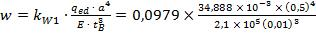 w = k_{W1} · \frac{q_{ed} · a^4}{E · t_B^3} = 0,0979 × \frac{34,888 × 10^{-3} × (0,5)^4}{2,1 × 10^5 (0,01)^3}